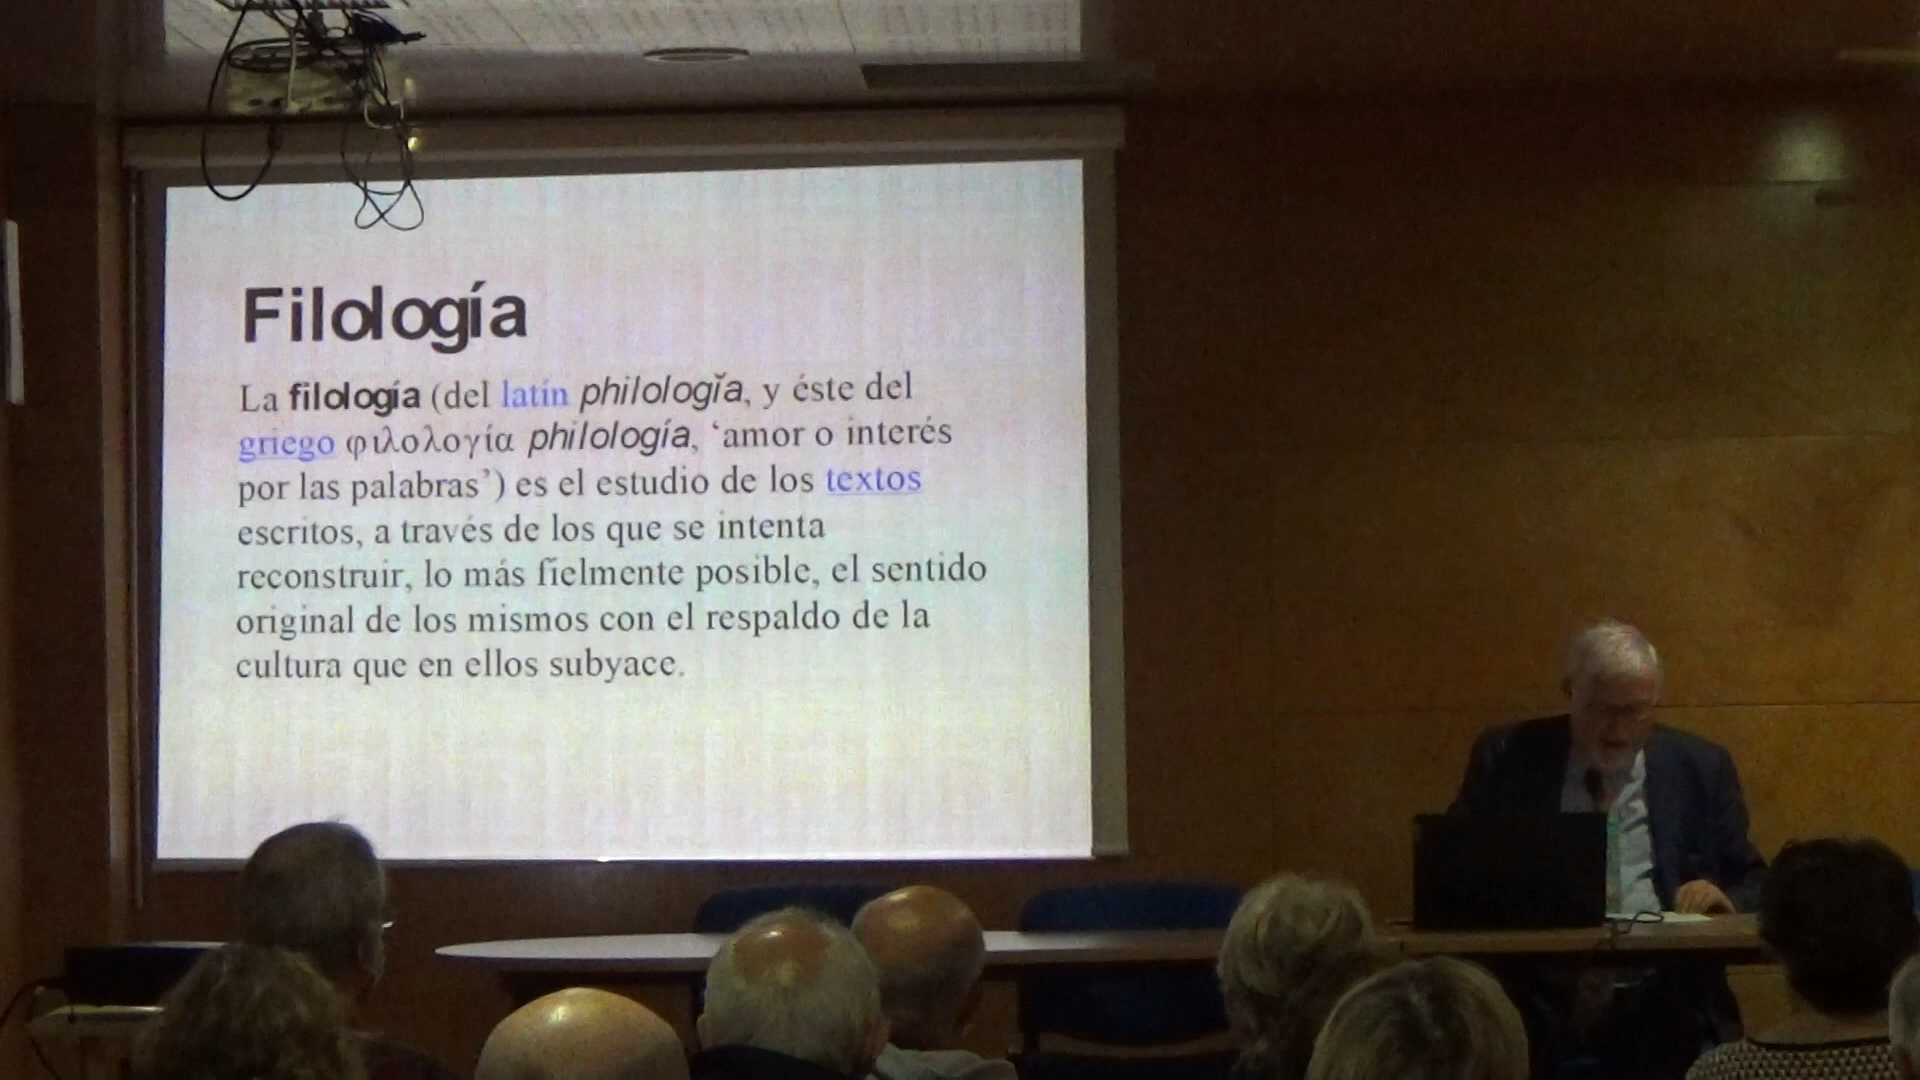 Filología
La filología (del latín philologĭa, y éste del
griego φιλολογία philología, ‘amor o interés
por las palabras’) es el estudio de los textos
escritos, a través de los que se intenta
reconstruir, lo más fielmente posible, el sentido
original de los mismos con el respaldo de la
cultura que en ellos subyace.